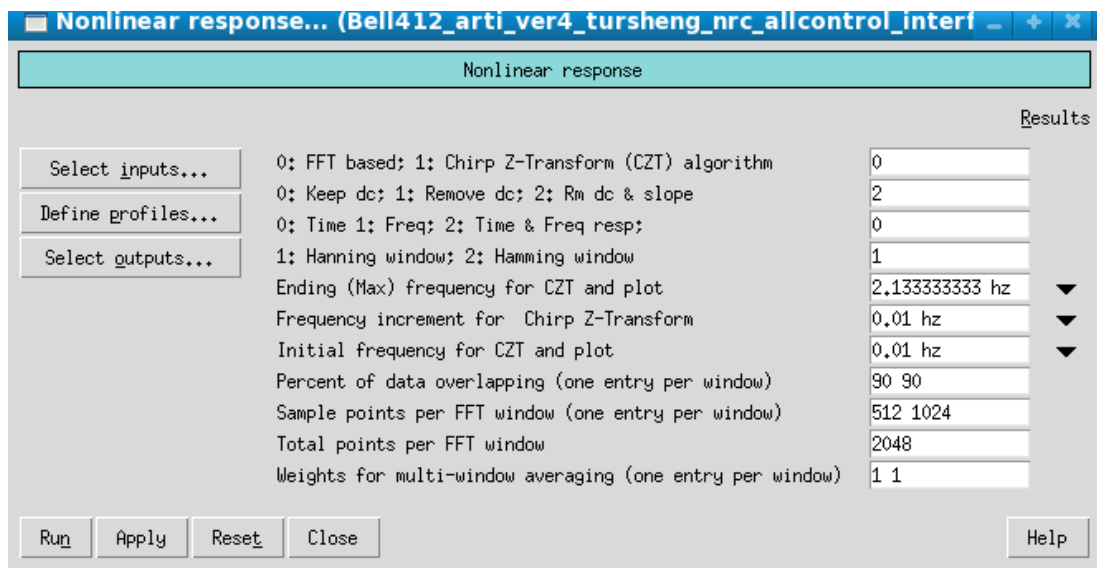 Nonlinear response... (Bell412_arti_ver4_tursheng_nrc_allcontrol_interf
Nonlinear response
Results
Select inputs...
Define profiles...
Select outputs...
0: FFT based; 1: Chirp Z-Transform (CZT) algorithm 0
0: Keep dc; 1: Remove dc; 2: Rm dc & slope 2
0: Time 1: Freq; 2: Time & Freq resp; 0
1: Hanning window; 2: Hamming window 1
Ending (Max) frequency for CZT and plot 2.133333333 hz
Frequency increment for Chirp Z-Transform 0.01 hz
Initial frequency for CZT and plot 0.01 hz
Percent of data overlapping (one entry per window) 90 90
Sample points per FFT window (one entry per window) 512 1024
Total points per FFT window 2048
Weights for multi-window averaging (one entry per window) 1 1
Run Apply Reset Close Help